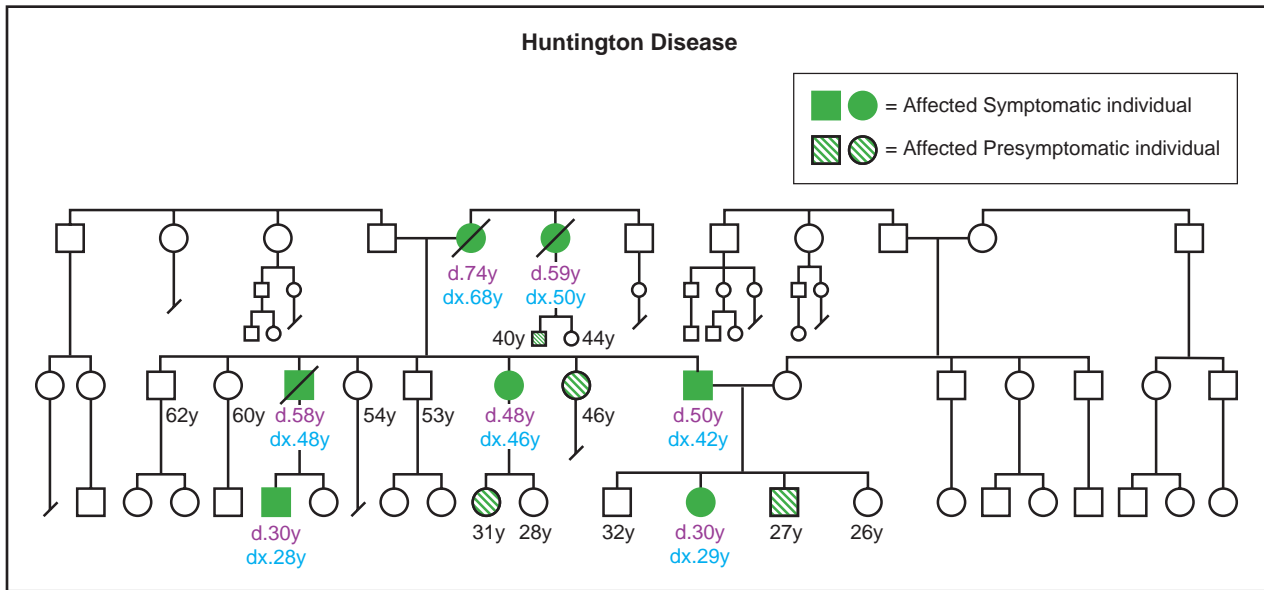 Huntington Disease
= Affected Symptomatic individual
= Affected Presymptomatic individual
d.74y
dx.68y
d.59y
dx.50y
40y
44y
62y
60y
d.58y
dx.48y
54y
53y
d.48y
dx.46y
46y
d.50y
dx.42y
d.30y
dx.28y
31y
28y
32y
d.30y
dx.29y
27y
26y